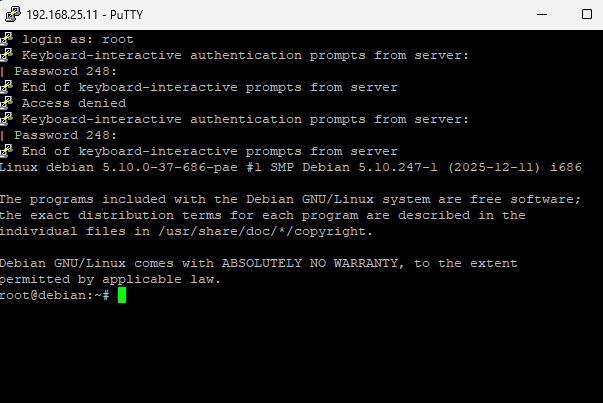 192.168.25.11 - PuTTY
login as: root
Keyboard-interactive authentication prompts from server:
| Password 248:
End of keyboard-interactive prompts from server
Access denied
Keyboard-interactive authentication prompts from server:
| Password 248:
End of keyboard-interactive prompts from server
Linux debian 5.10.0-37-686-pae #1 SMP Debian 5.10.247-1 (2025-12-11) i686
The programs included with the Debian GNU/Linux system are free software;
the exact distribution terms for each program are described in the
individual files in /usr/share/doc/*/copyright.
Debian GNU/Linux comes with ABSOLUTELY NO WARRANTY, to the extent
permitted by applicable law.
root@debian:~#